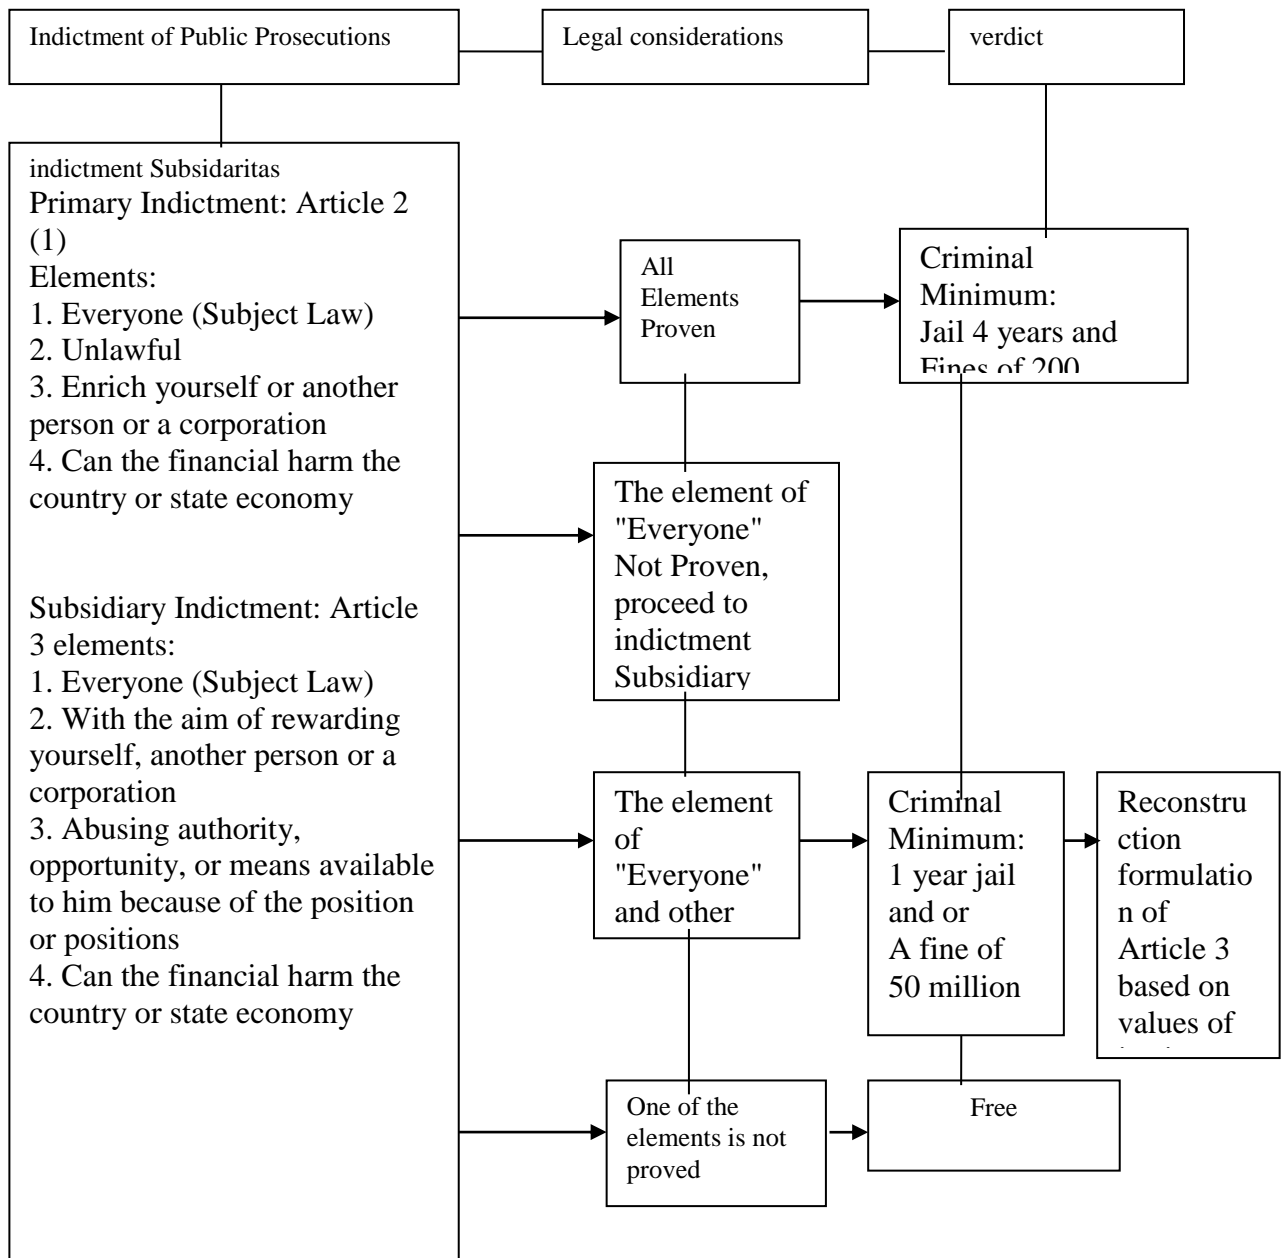 Indictment of Public Prosecutions
Legal considerations
verdict
indictment Subsidaritas
Primary Indictment: Article 2
(1)
Elements:
1. Everyone (Subject Law)
2. Unlawful
3. Enrich yourself or another
person or a corporation
4. Can the financial harm the
country or state economy
Subsidiary Indictment: Article
3 elements:
1. Everyone (Subject Law)
2. With the aim of rewarding
yourself, another person or a
corporation
3. Abusing authority,
opportunity, or means available
to him because of the position
or positions
4. Can the financial harm the
country or state economy
All
Elements
Proven
Criminal
Minimum:
Jail 4 years and
Fines of 200
The element of
"Everyone"
Not Proven,
proceed to
indictment
Subsidiary
The element
of
"Everyone"
and other
Criminal
Minimum:
1 year jail
and or
A fine of
50 million
Reconstru
ction
formulatio
n of
Article 3
based on
values of
One of the
elements is not
proved
Free